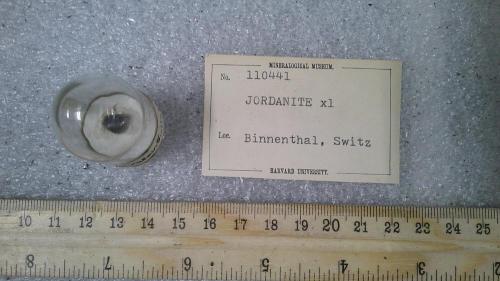 MINERALOGICAL MUSEUM.
No. 110441
JORDANITE xl
Loc. Binnenthal, Switz
HARVARD UNIVERSITY.
10 11 12 13 14 15 16 17 18 19 20 21 22 23 24 25
8 7 6 5 4 3 2